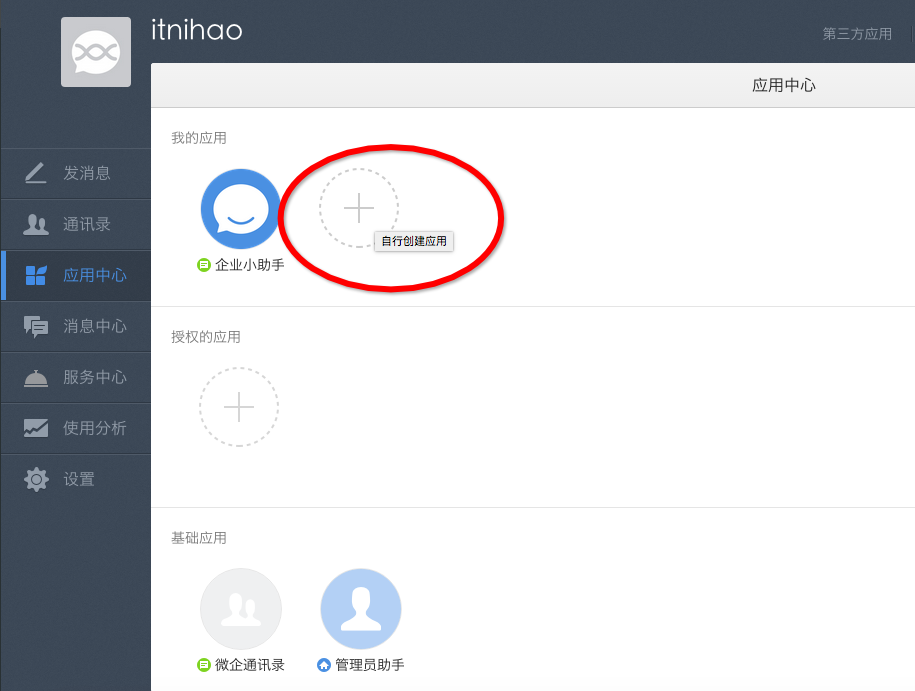 itnihao
第三方应用
应用中心
发消息
通讯录
应用中心
消息中心
服务中心
使用分析
设置
我的应用
自行创建应用
企业小助手
授权的应用
基础应用
微企通讯录
管理员助手